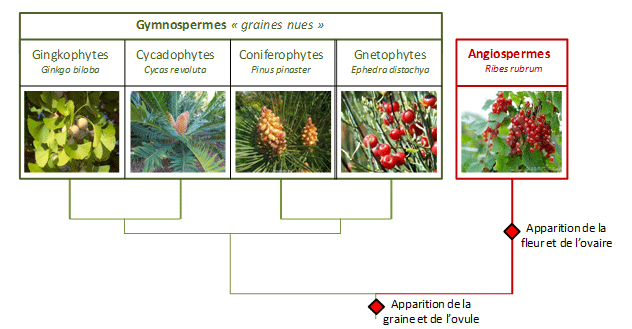 Gymnospermes « graines nues »
Gingkophytes
Ginkgo biloba
Cycadophytes
Cycas revoluta
Coniferophytes
Pinus pinaster
Gnetophytes
Ephedra distachya
Angiospermes
Ribes rubrum
Apparition de la
fleur et de l'ovaire
Apparition de la
graine et de l'ovule